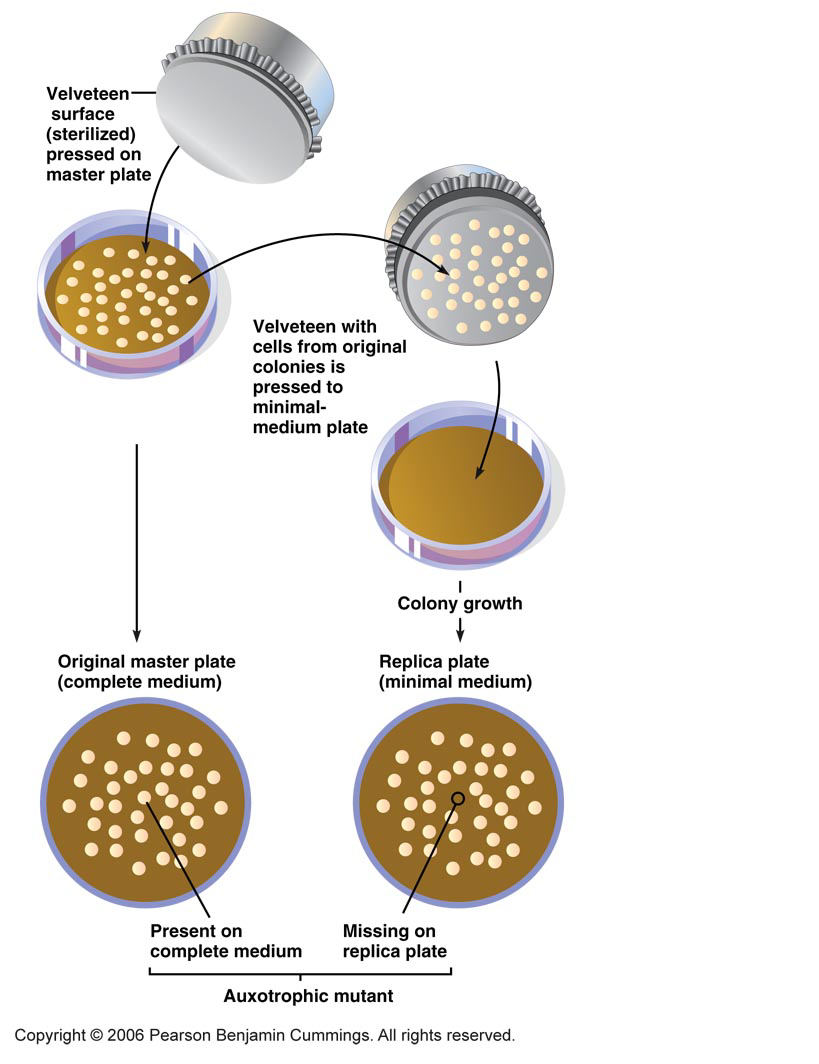 Velveteen
surface
(sterilized)
pressed on
master plate
Velveteen with
cells from original
colonies is
pressed to
minimal-
medium plate
Colony growth
Original master plate
(complete medium)
Replica plate
(minimal medium)
Present on
complete medium
Missing on
replica plate
Auxotrophic mutant
Copyright © 2006 Pearson Benjamin Cummings. All rights reserved.